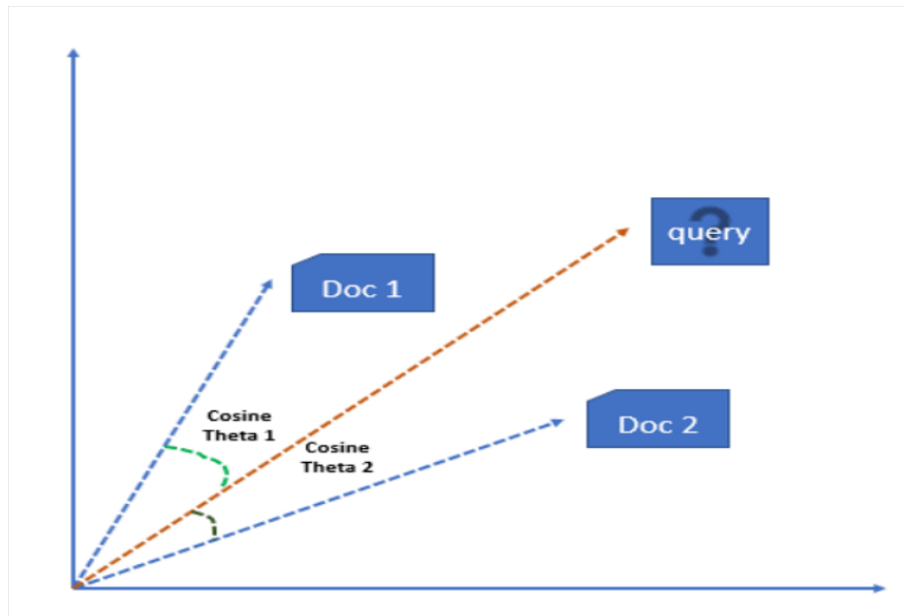 ?
query
Doc 1
Cosine
Theta 1
Doc 2
Cosine
Theta 2